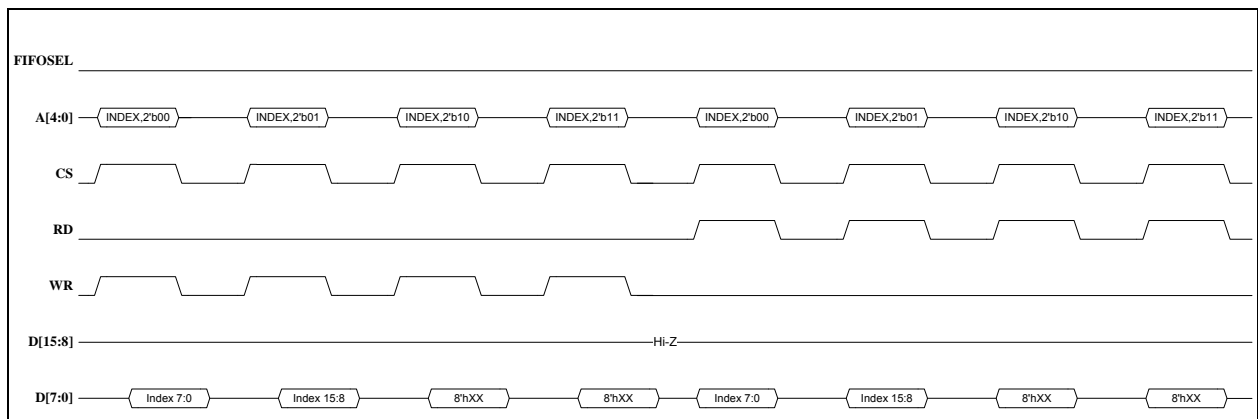 FIFOSEL
A[4:0] INDEX,2'b00 INDEX,2'b01 INDEX,2'b10 INDEX,2'b11 INDEX,2'b00 INDEX,2'b01 INDEX,2'b10 INDEX,2'b11
CS
RD
WR
D[15:8] Hi-Z
D[7:0] Index 7:0 Index 15:8 8'hXX 8'hXX Index 7:0 Index 15:8 8'hXX 8'hXX